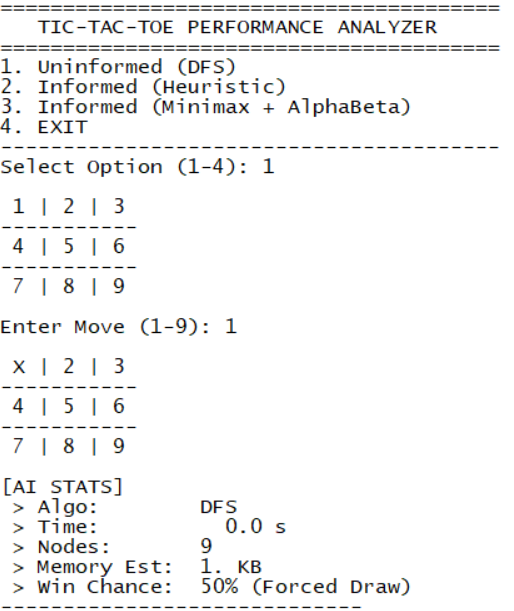 ==================================================
   TIC-TAC-TOE PERFORMANCE ANALYZER
==================================================
1. Uninformed (DFS)
2. Informed (Heuristic)
3. Informed (Minimax + AlphaBeta)
4. EXIT
--------------------------------------------------
Select Option (1-4): 1
 1 | 2 | 3
-----------
 4 | 5 | 6
-----------
 7 | 8 | 9
Enter Move (1-9): 1
 X | 2 | 3
-----------
 4 | 5 | 6
-----------
 7 | 8 | 9
[AI STATS]
 > Algo:          DFS
 > Time:            0.0 s
 > Nodes:         9
 > Memory Est:  1. KB
 > Win Chance:  50% (Forced Draw)
------------------------------